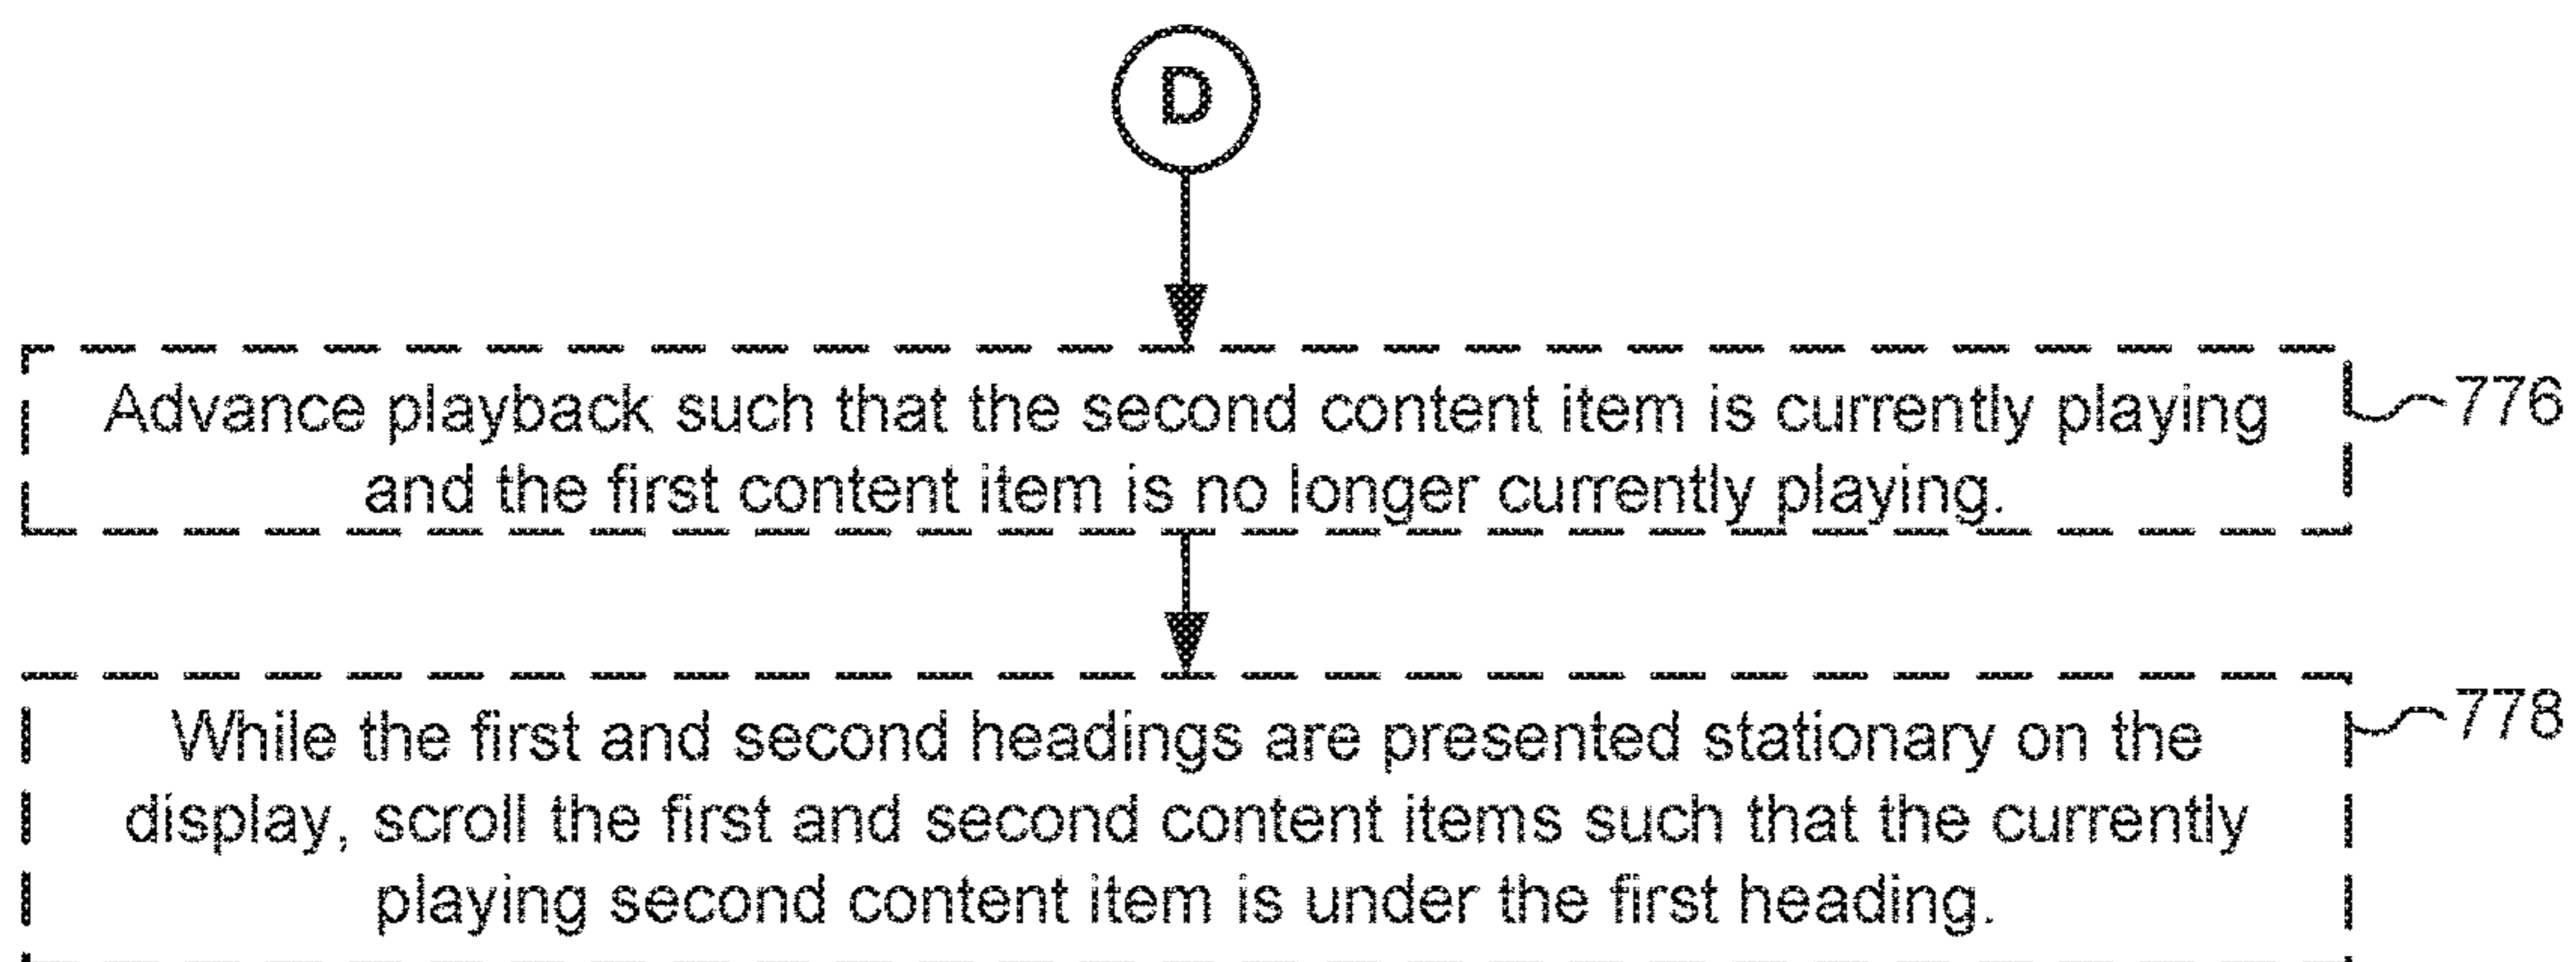 D
Advance playback such that the second content item is currently playing 776
and the first content item is no longer currently playing.
While the first and second headings are presented stationary on the 778
display, scroll the first and second content items such that the currently
playing second content item is under the first heading.